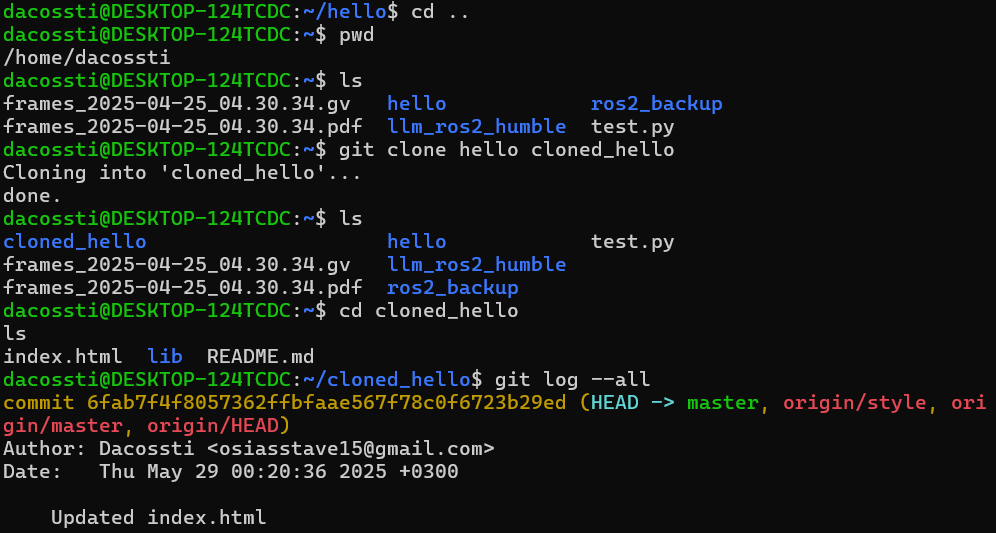 dacossti@DESKTOP-124TCDC:~/hello$ cd ..
dacossti@DESKTOP-124TCDC:~$ pwd
/home/dacossti
dacossti@DESKTOP-124TCDC:~$ ls
frames_2025-04-25_04.30.34.gv   hello            ros2_backup
frames_2025-04-25_04.30.34.pdf  llm_ros2_humble  test.py
dacossti@DESKTOP-124TCDC:~$ git clone hello cloned_hello
Cloning into 'cloned_hello'...
done.
dacossti@DESKTOP-124TCDC:~$ ls
cloned_hello                    hello            test.py
frames_2025-04-25_04.30.34.gv   llm_ros2_humble
frames_2025-04-25_04.30.34.pdf  ros2_backup
dacossti@DESKTOP-124TCDC:~$ cd cloned_hello
ls
index.html  lib  README.md
dacossti@DESKTOP-124TCDC:~/cloned_hello$ git log --all
commit 6fab7f4f8057362ffbfaae567f78c0f6723b29ed (HEAD -> master, origin/style, ori
gin/master, origin/HEAD)
Author: Dacossti <osiasstave15@gmail.com>
Date:   Thu May 29 00:20:36 2025 +0300
    Updated index.html